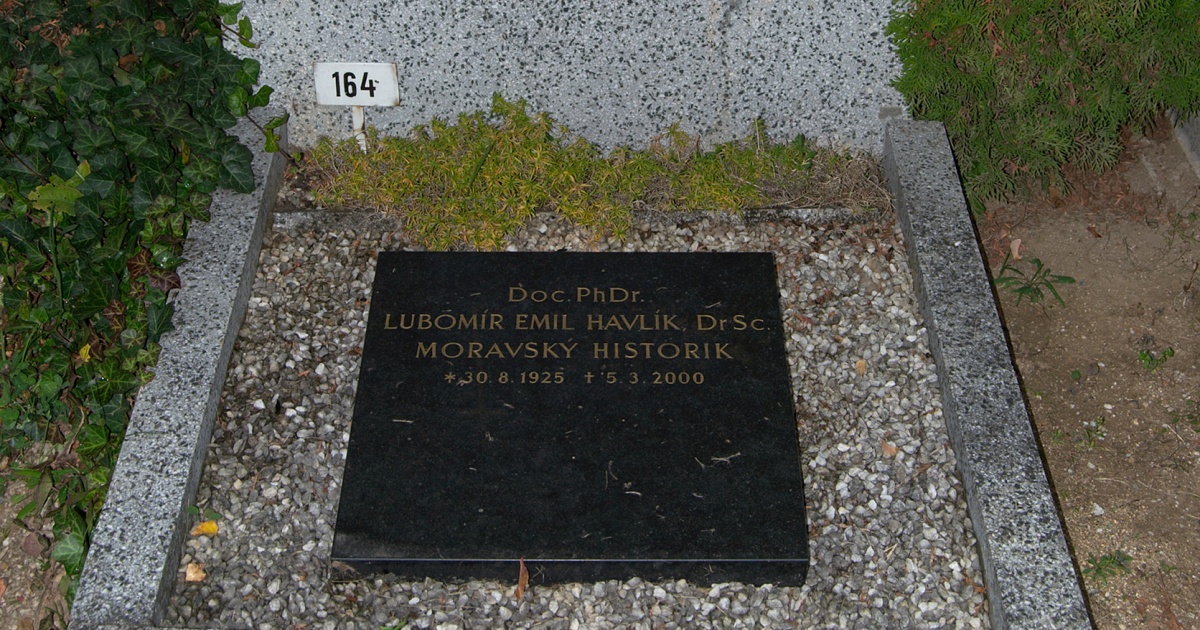 164
Doc. PhDr.
LUBOMÍR EMIL HAVLÍK, DrSc.
MORAVSKÝ HISTORIK
* 30.8.1925 † 5.3.2000